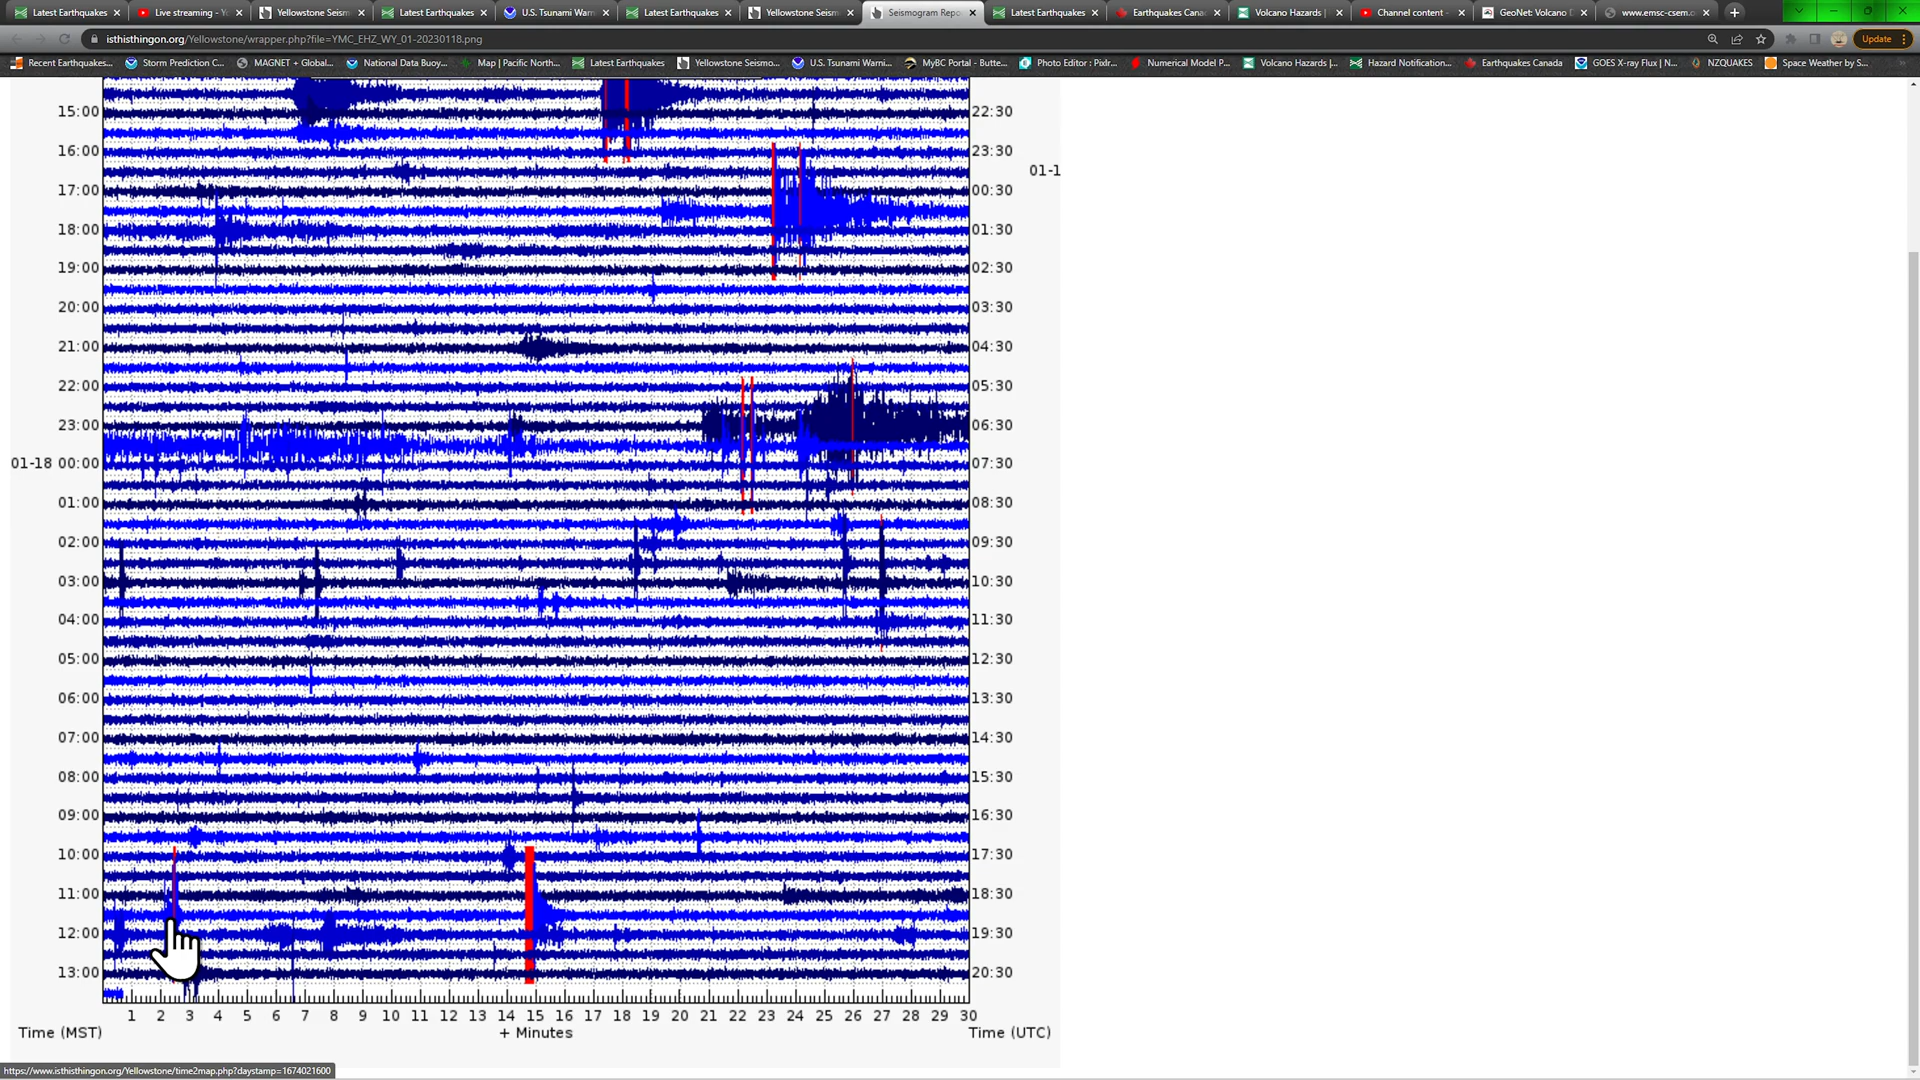 Latest Earthquakes
Live streaming - Y
Yellowstone Seism
Latest Earthquakes
U.S. Tsunami Warn
Latest Earthquakes
Yellowstone Seism
Seismogram Repo
Latest Earthquakes
Earthquakes Cana
Volcano Hazards |
Channel content -
GeoNet: Volcano D
www.emsc-csem.o
isthisthingon.org/Yellowstone/wrapper.php?file=YMC_EHZ_WY_01-20230118.png
Update
Recent Earthquakes...
Storm Prediction C...
MAGNET + Global...
National Data Buoy...
Map | Pacific North...
Latest Earthquakes
Yellowstone Seismo...
U.S. Tsunami Warni...
MyBC Portal - Butte...
Photo Editor : Pixlr...
Numerical Model P...
Volcano Hazards |...
Hazard Notification...
Earthquakes Canada
GOES X-ray Flux | N...
NZQUAKES
Space Weather by S...
15:00 22:30
16:00 23:30
01-1
17:00 00:30
18:00 01:30
19:00 02:30
20:00 03:30
21:00 04:30
22:00 05:30
23:00 06:30
01-18 00:00 07:30
01:00 08:30
02:00 09:30
03:00 10:30
04:00 11:30
05:00 12:30
06:00 13:30
07:00 14:30
08:00 15:30
09:00 16:30
10:00 17:30
11:00 18:30
12:00 19:30
13:00 20:30
1 2 3 4 5 6 7 8 9 10 11 12 13 14 15 16 17 18 19 20 21 22 23 24 25 26 27 28 29 30
Time (MST) + Minutes Time (UTC)
https://www.isthisthingon.org/Yellowstone/time2map.php?daystamp=1674021600